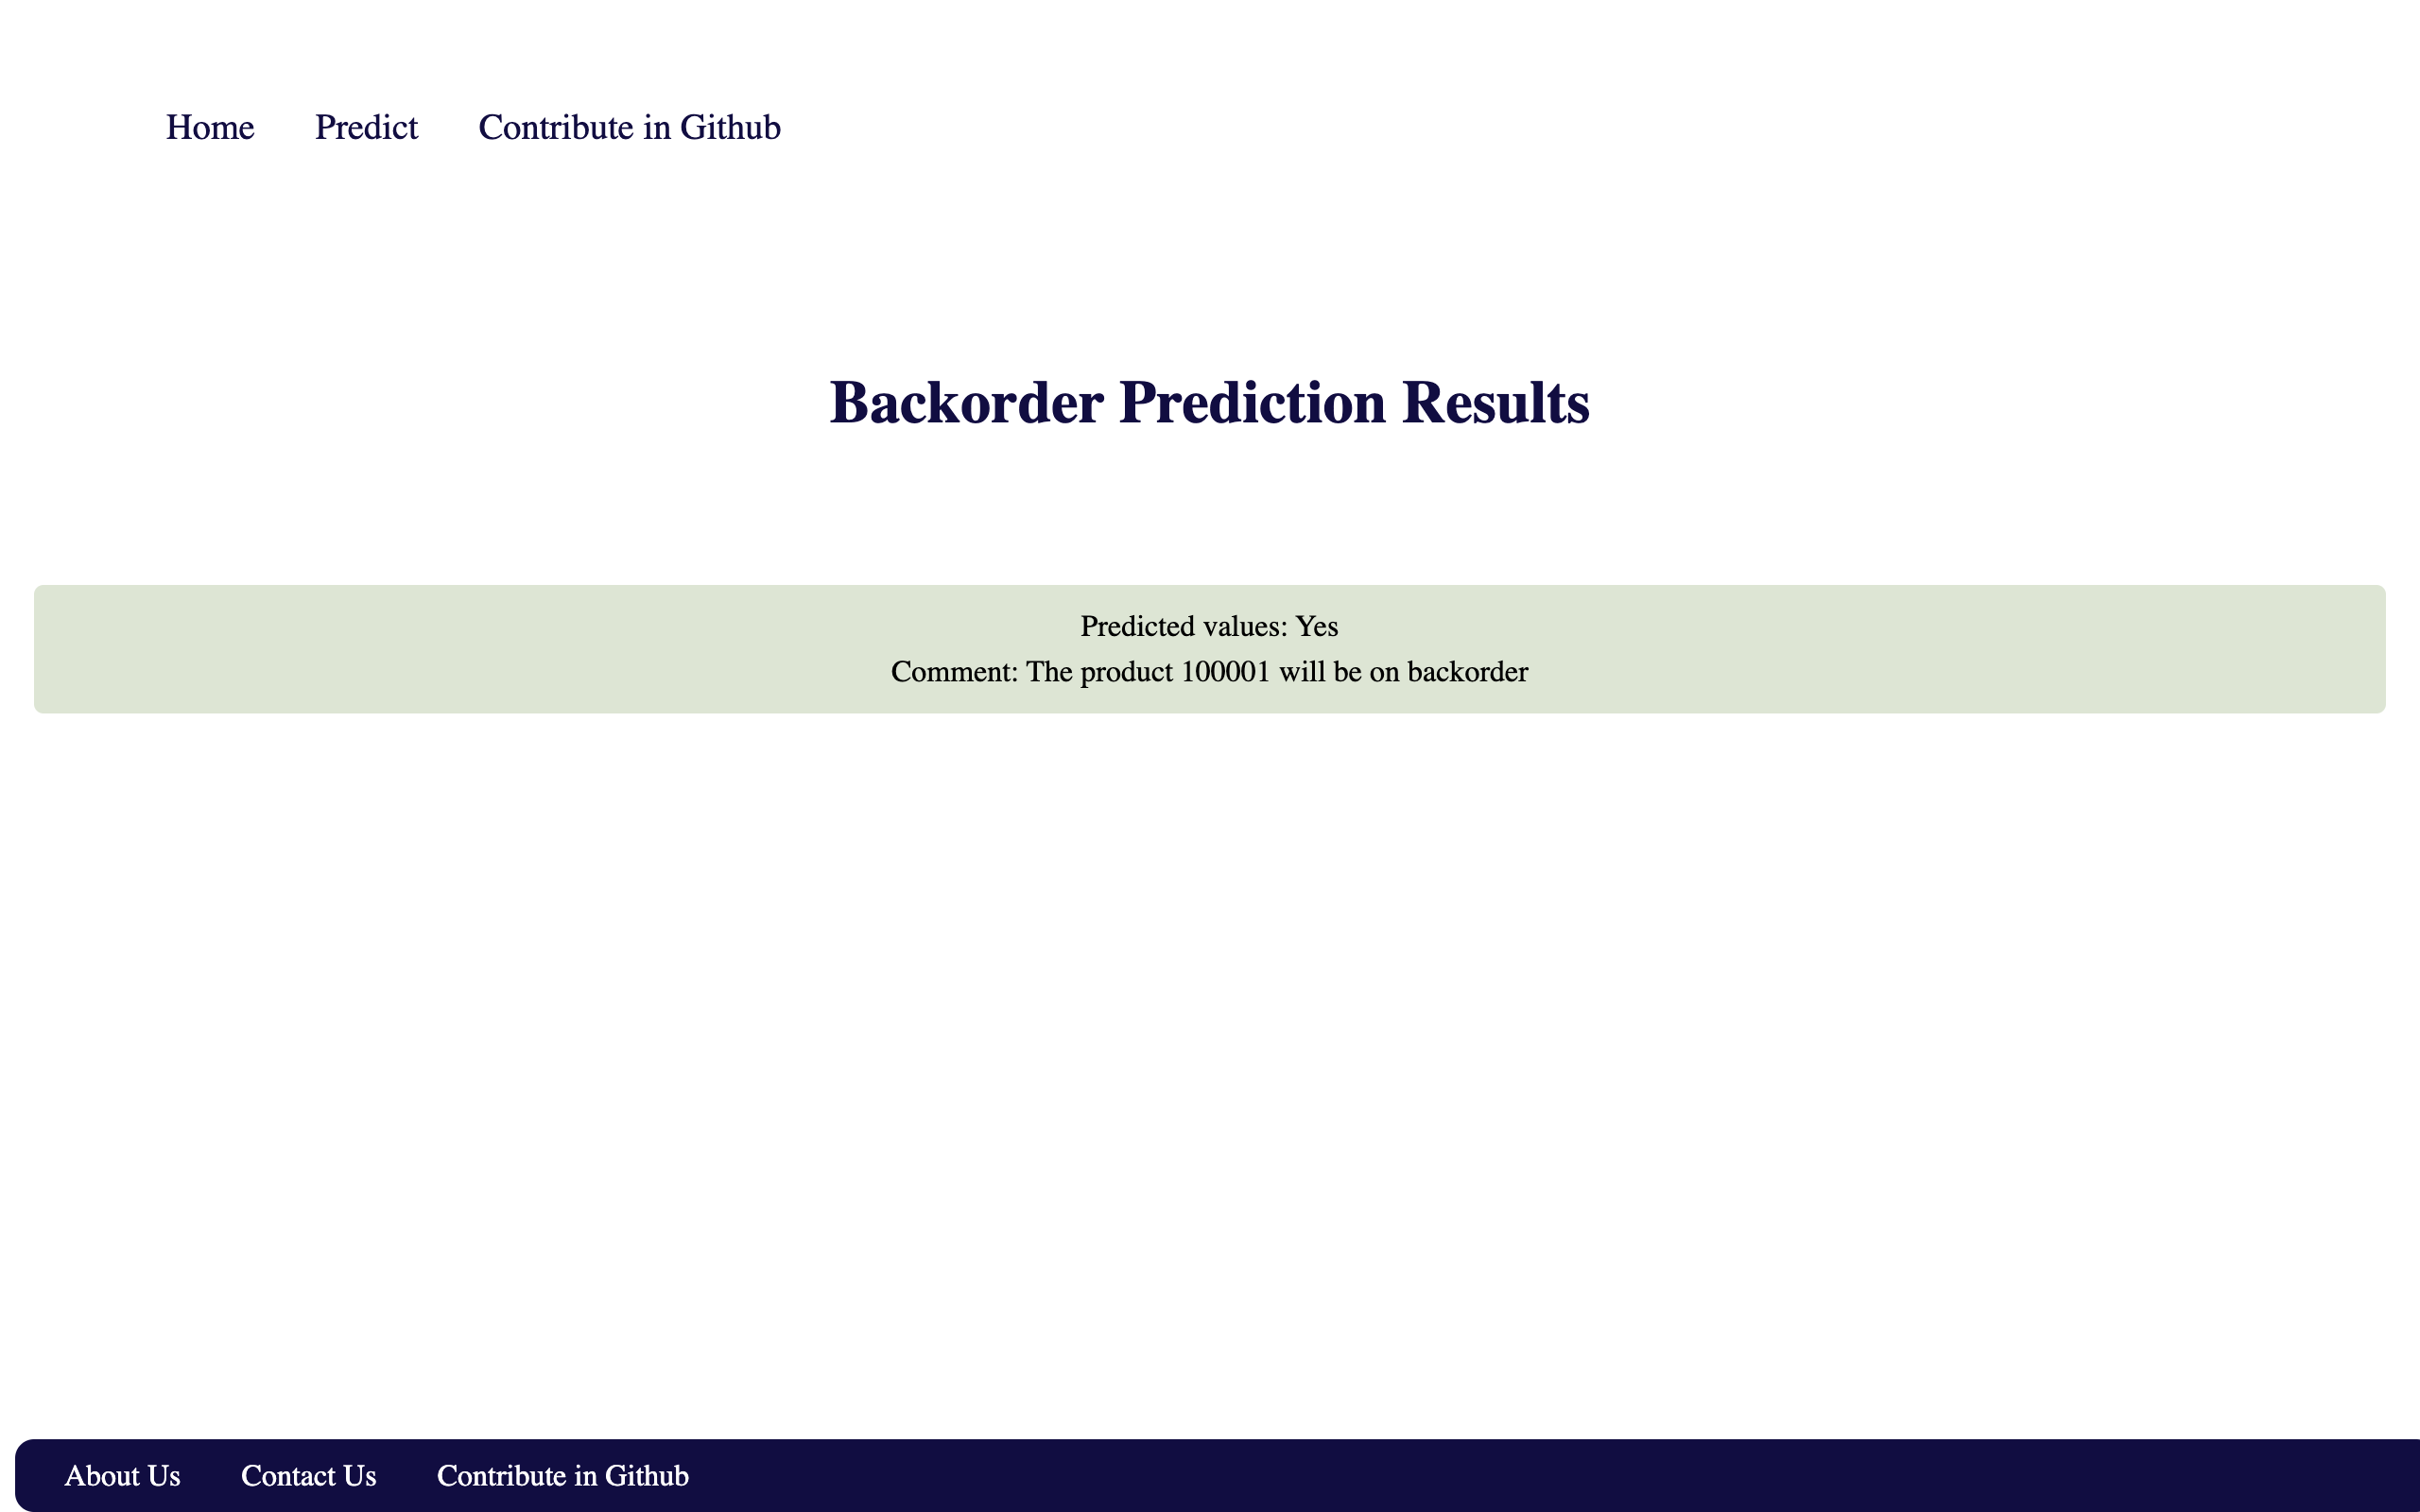 Home Predict Contribute in Github
Backorder Prediction Results
Predicted values: Yes
Comment: The product 100001 will be on backorder
About Us Contact Us Contribute in Github